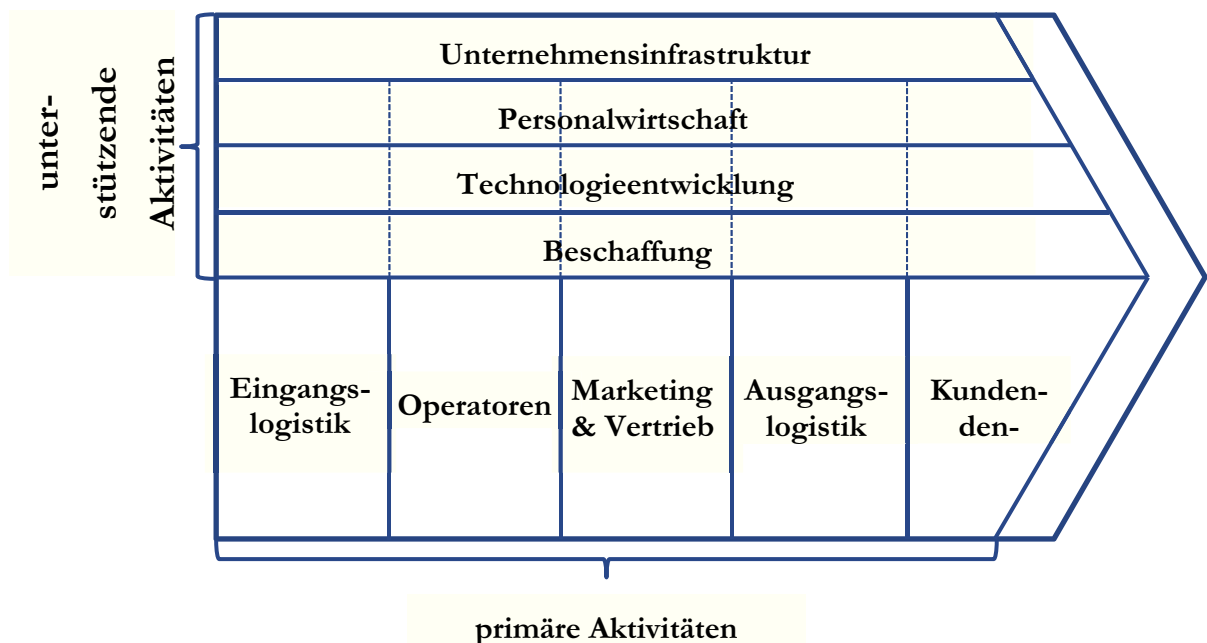 unter-
stützende
Aktivitäten
Unternehmensinfrastruktur
Personalwirtschaft
Technologieentwicklung
Beschaffung
Eingangs-
logistik
Operatoren
Marketing
& Vertrieb
Ausgangs-
logistik
Kunden-
den-
primäre Aktivitäten